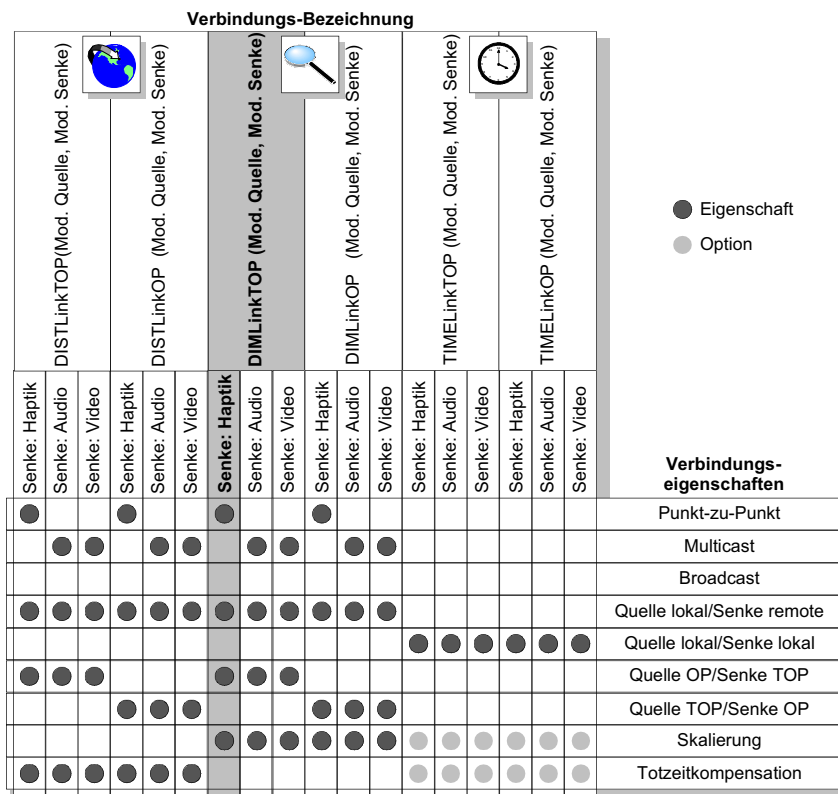 Verbindungs-Bezeichnung
DISTLinkTOP(Mod. Quelle, Mod. Senke)
DISTLinkOP (Mod. Quelle, Mod. Senke)
DIMLinkTOP (Mod. Quelle, Mod. Senke)
DIMLinkOP (Mod. Quelle, Mod. Senke)
TIMELinkTOP (Mod. Quelle, Mod. Senke)
TIMELinkOP (Mod. Quelle, Mod. Senke)
Eigenschaft
Option
Senke: Haptik
Senke: Audio
Senke: Video
Senke: Haptik
Senke: Audio
Senke: Video
Senke: Haptik
Senke: Audio
Senke: Video
Senke: Haptik
Senke: Audio
Senke: Video
Senke: Haptik
Senke: Audio
Senke: Video
Senke: Haptik
Senke: Audio
Senke: Video
Verbindungs-
eigenschaften
Punkt-zu-Punkt
Multicast
Broadcast
Quelle lokal/Senke remote
Quelle lokal/Senke lokal
Quelle OP/Senke TOP
Quelle TOP/Senke OP
Skalierung
Totzeitkompensation